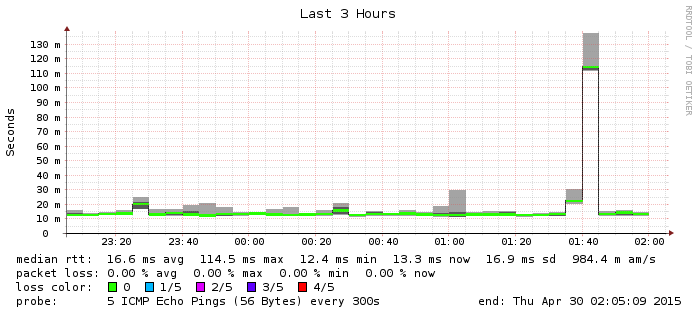 Last 3 Hours
RRDTOOL / TOBI OETIKER
Seconds
130 m
120 m
110 m
100 m
90 m
80 m
70 m
60 m
50 m
40 m
30 m
20 m
10 m
0
23:20 23:40 00:00 00:20 00:40 01:00 01:20 01:40 02:00
median rtt: 16.6 ms avg 114.5 ms max 12.4 ms min 13.3 ms now 16.9 ms sd 984.4 m am/s
packet loss: 0.00 % avg 0.00 % max 0.00 % min 0.00 % now
loss color: 0 1/5 2/5 3/5 4/5
probe: 5 ICMP Echo Pings (56 Bytes) every 300s end: Thu Apr 30 02:05:09 2015